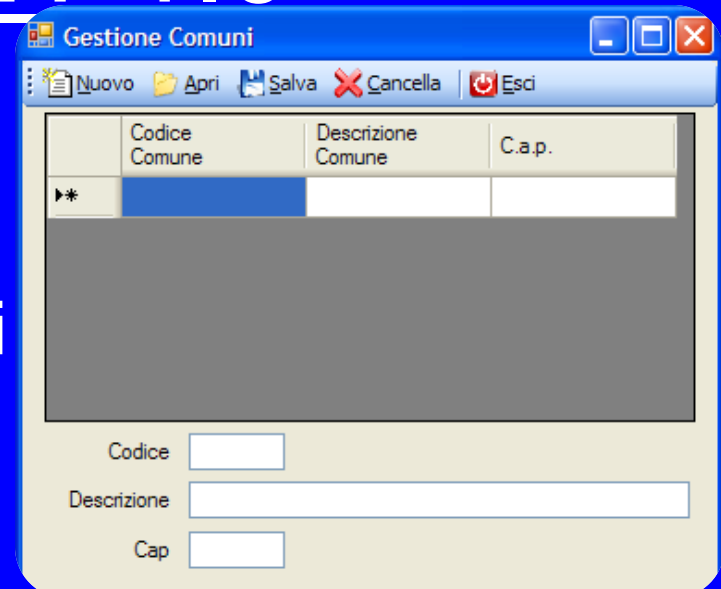 Gestione Comuni
Nuovo Apri Salva Cancella Esci
Codice Comune Descrizione Comune C.a.p.
i
Codice
Descrizione
Cap